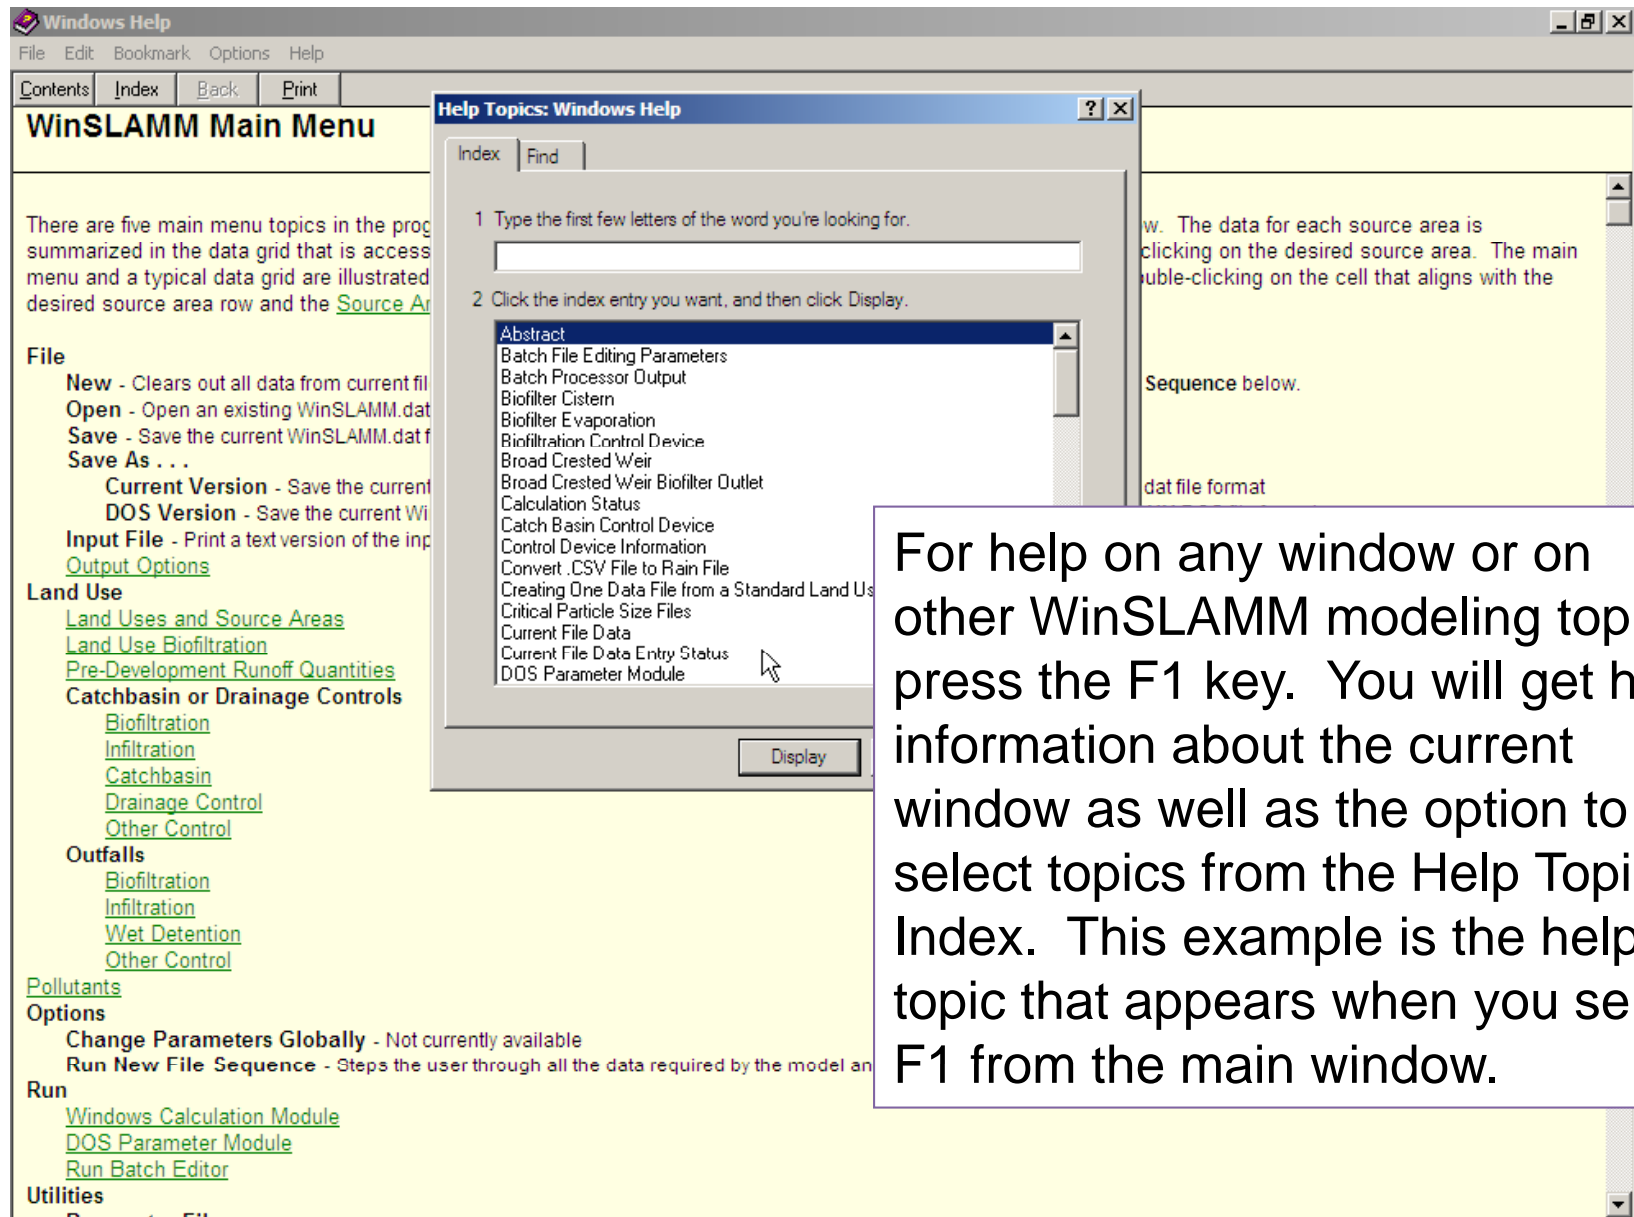 Windows Help
File Edit Bookmark Options Help
Contents Index Back Print
WinSLAMM Main Menu
There are five main menu topics in the
w. The data for each source area is
summarized in the data grid that is
clicking on the desired source area. The main
menu and a typical data grid are illustrated
double-clicking on the cell that aligns with the
desired source area row and the Source
File
New - Clears out all data from current
Sequence below.
Open - Open an existing WinSLAMM.dat
Save - Save the current WinSLAMM.dat
Save As . . .
Current Version - Save the current
dat file format
DOS Version - Save the current
Input File - Print a text version of the
Output Options
Land Use
Land Uses and Source Areas
Land Use Biofiltration
Pre-Development Runoff Quantities
Catchbasin or Drainage Controls
Biofiltration
Infiltration
Catchbasin
Drainage Control
Other Control
Outfalls
Biofiltration
Infiltration
Wet Detention
Other Control
Pollutants
Options
Change Parameters Globally - Not currently available
Run New File Sequence - Steps the user through all the data required by the model
Run
Windows Calculation Module
DOS Parameter Module
Run Batch Editor
Utilities
Help Topics: Windows Help
Index Find
1 Type the first few letters of the word you're looking for.
2 Click the index entry you want, and then click Display.
Abstract
Batch File Editing Parameters
Batch Processor Output
Biofilter Cistern
Biofilter Evaporation
Biofiltration Control Device
Broad Crested Weir
Broad Crested Weir Biofilter Outlet
Calculation Status
Catch Basin Control Device
Control Device Information
Convert .CSV File to Rain File
Creating One Data File from a Standard Land
Critical Particle Size Files
Current File Data
Current File Data Entry Status
DOS Parameter Module
Display
For help on any window or on
other WinSLAMM modeling top
press the F1 key. You will get h
information about the current
window as well as the option to
select topics from the Help Topi
Index. This example is the help
topic that appears when you se
F1 from the main window.